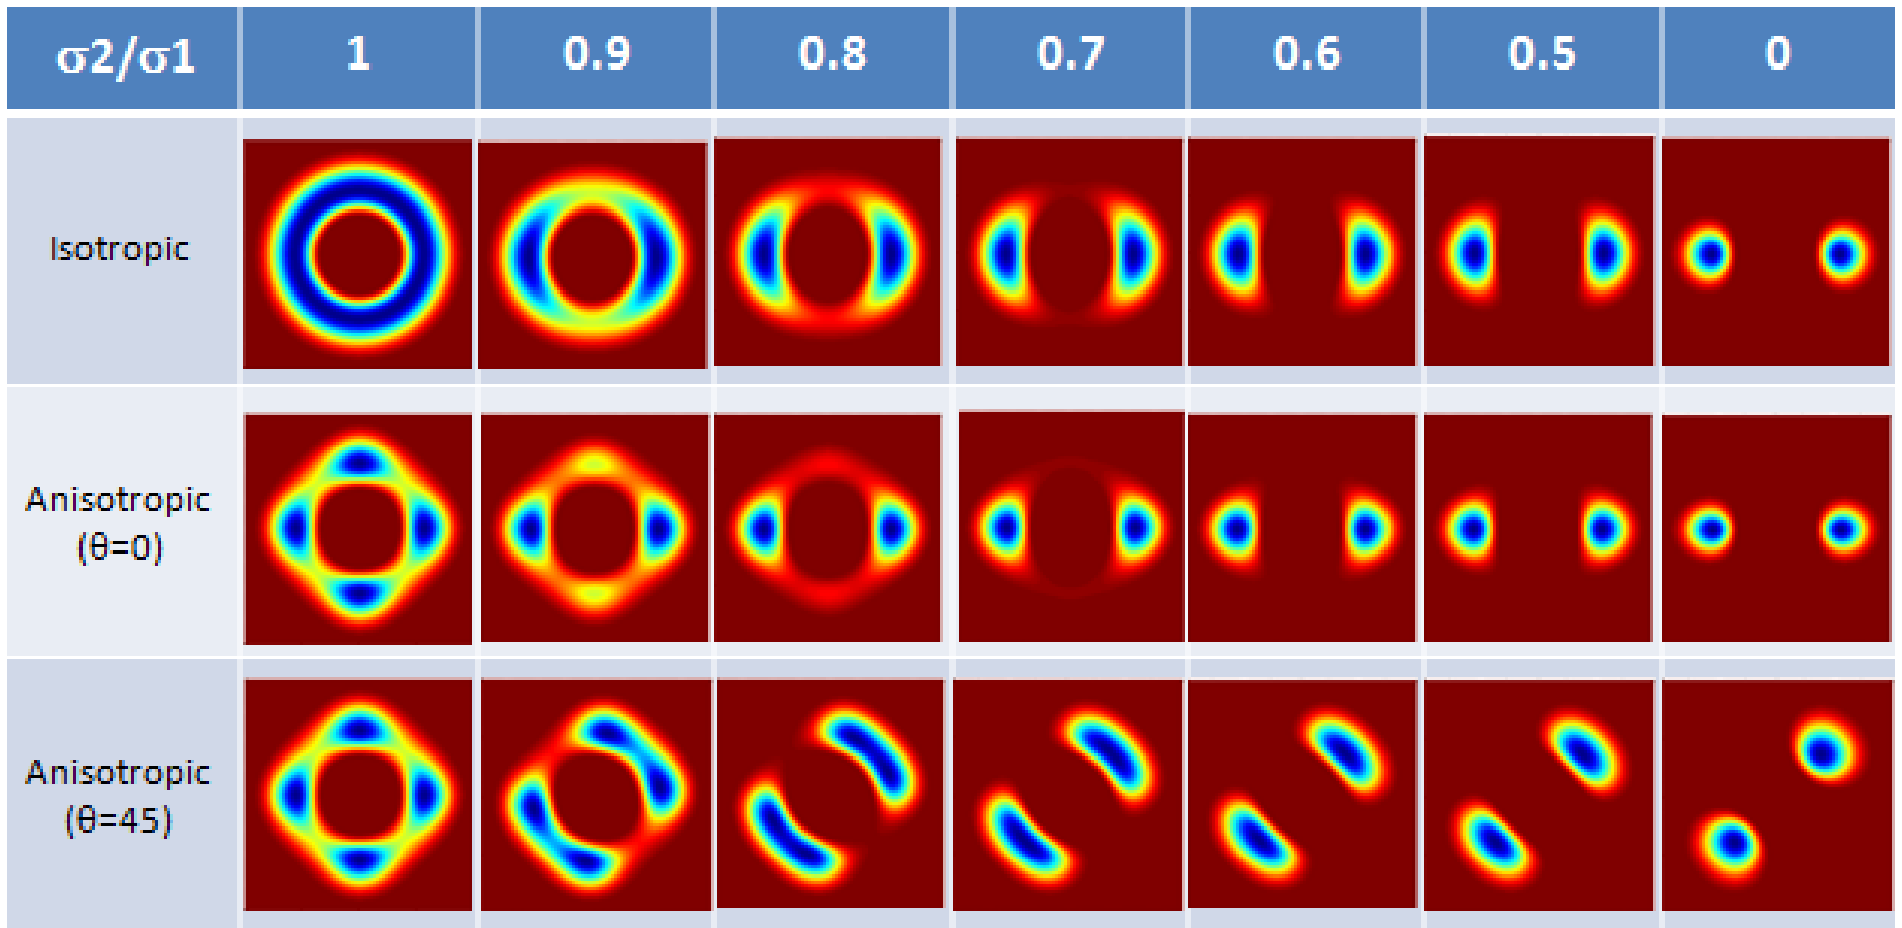 σ2/σ1 1 0.9 0.8 0.7 0.6 0.5 0
Isotropic
Anisotropic
(θ=0)
Anisotropic
(θ=45)